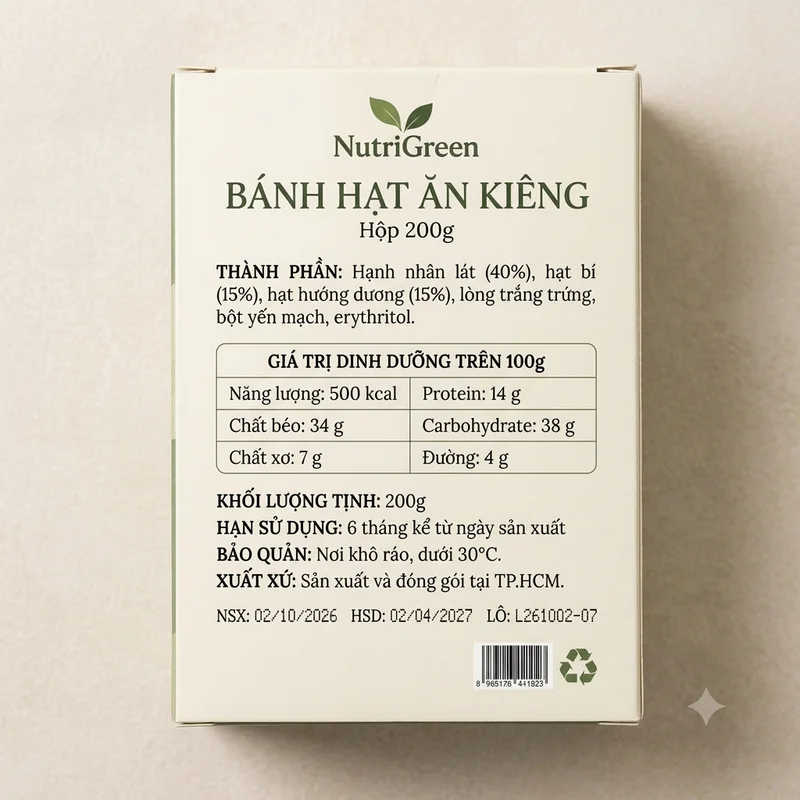 NutriGreen
BÁNH HẠT ĂN KIÊNG
Hộp 200g
THÀNH PHẦN: Hạnh nhân lát (40%), hạt bí
(15%), hạt hướng dương (15%), lòng trắng trứng,
bột yến mạch, erythritol.
GIÁ TRỊ DINH DƯỠNG TRÊN 100g
Năng lượng: 500 kcal Protein: 14 g
Chất béo: 34 g Carbohydrate: 38 g
Chất xơ: 7 g Đường: 4 g
KHỐI LƯỢNG TỊNH: 200g
HẠN SỬ DỤNG: 6 tháng kể từ ngày sản xuất
BẢO QUẢN: Nơi khô ráo, dưới 30°C.
XUẤT XỨ: Sản xuất và đóng gói tại TP.HCM.
NSX: 02/10/2026 HSD: 02/04/2027 LÔ: L261002-07